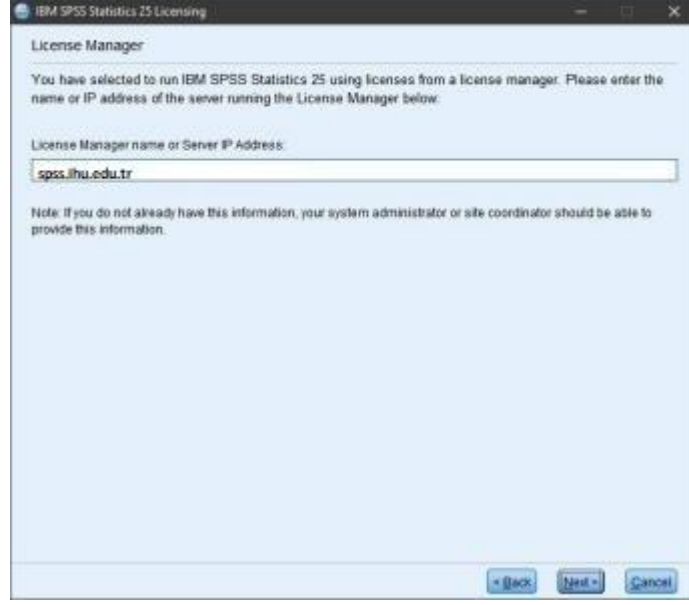 IBM SPSS Statistics 25 Licensing
License Manager
You have selected to run IBM SPSS Statistics 25 using licenses from a license manager. Please enter the
name or IP address of the server running the License Manager below:
License Manager name or Server IP Address:
spss.ihu.edu.tr
Note: If you do not already have this information, your system administrator or site coordinator should be able to
provide this information.
< Back Next > Cancel